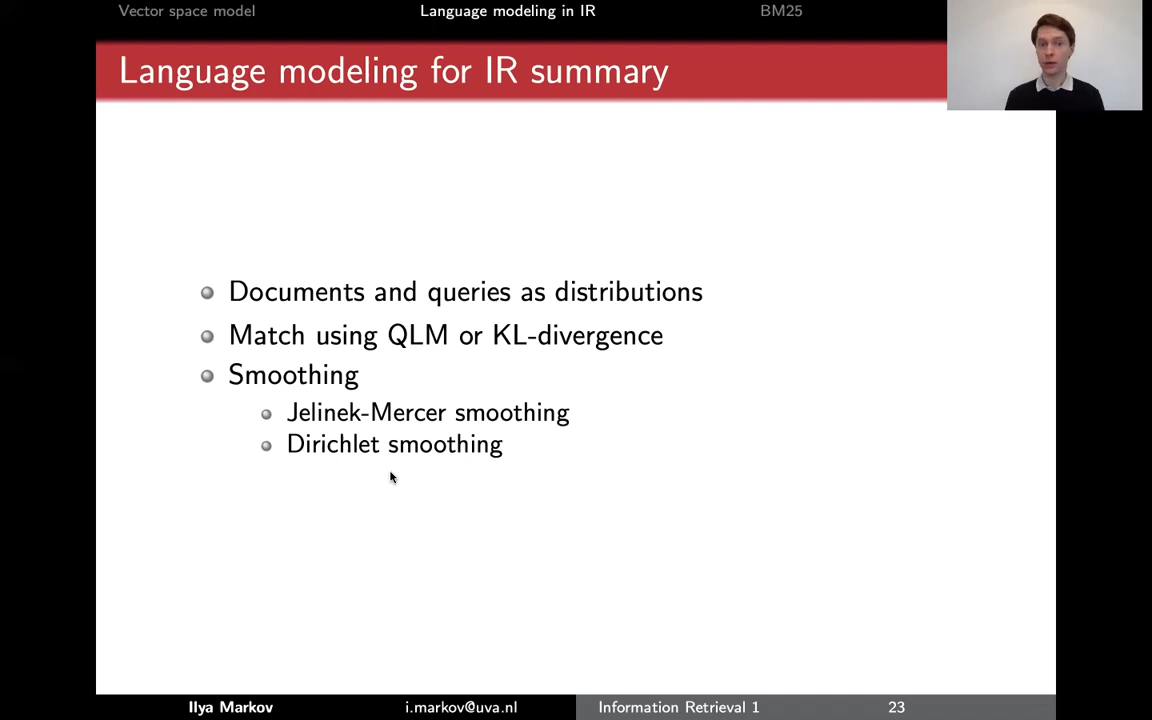 Vector space model Language modeling in IR BM25
Language modeling for IR summary
Documents and queries as distributions
Match using QLM or KL-divergence
Smoothing
Jelinek-Mercer smoothing
Dirichlet smoothing
Ilya Markov i.markov@uva.nl Information Retrieval 1 23